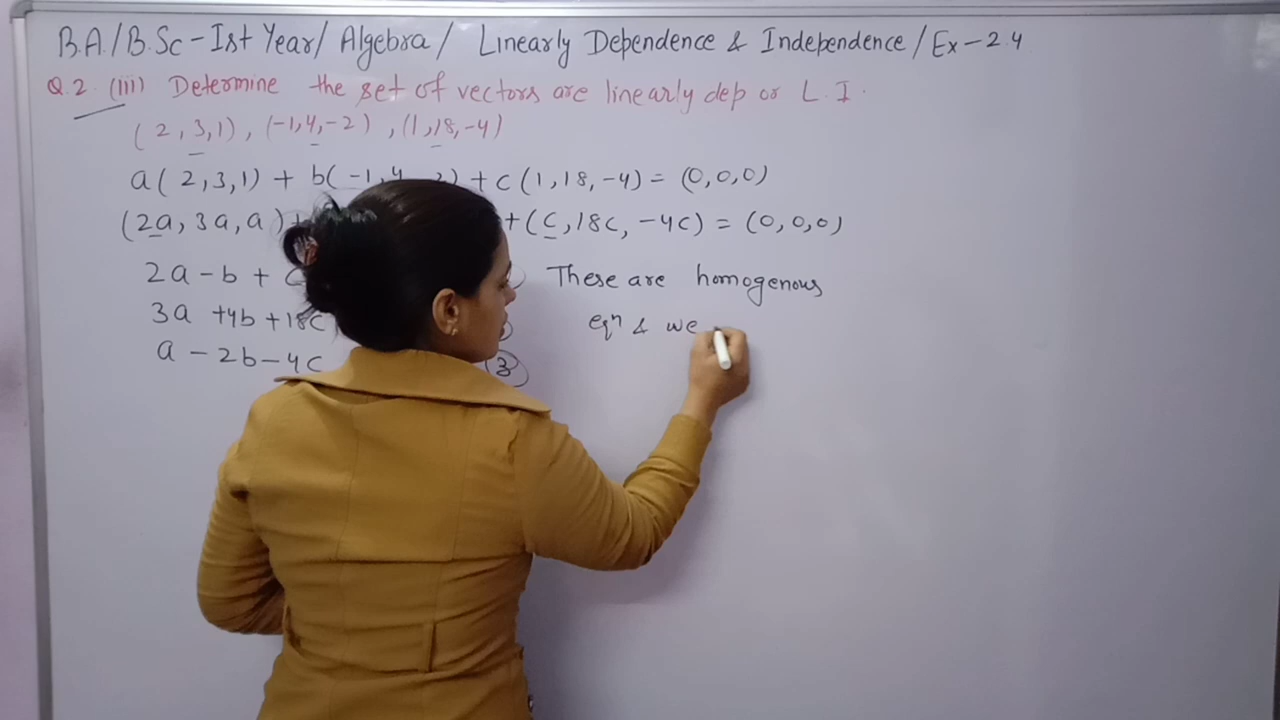 B.A./B.Sc-Ist Year/ Algebra/ Linearly Dependence & Independence/Ex-2.4
Q.2 (iii) Determine the set of vectors are linearly dep or L.I.
(2,3,1), (-1,4,-2), (1,18,-4)
a(2,3,1) + b(-1,4, 2) + c(1,18,-4) = (0,0,0)
(2a, 3a, a) + (c, 18c, -4c) = (0,0,0)
2a - b + c
3a + 4b + 18c
a - 2b - 4c (3)
These are homogenous
eqn & we